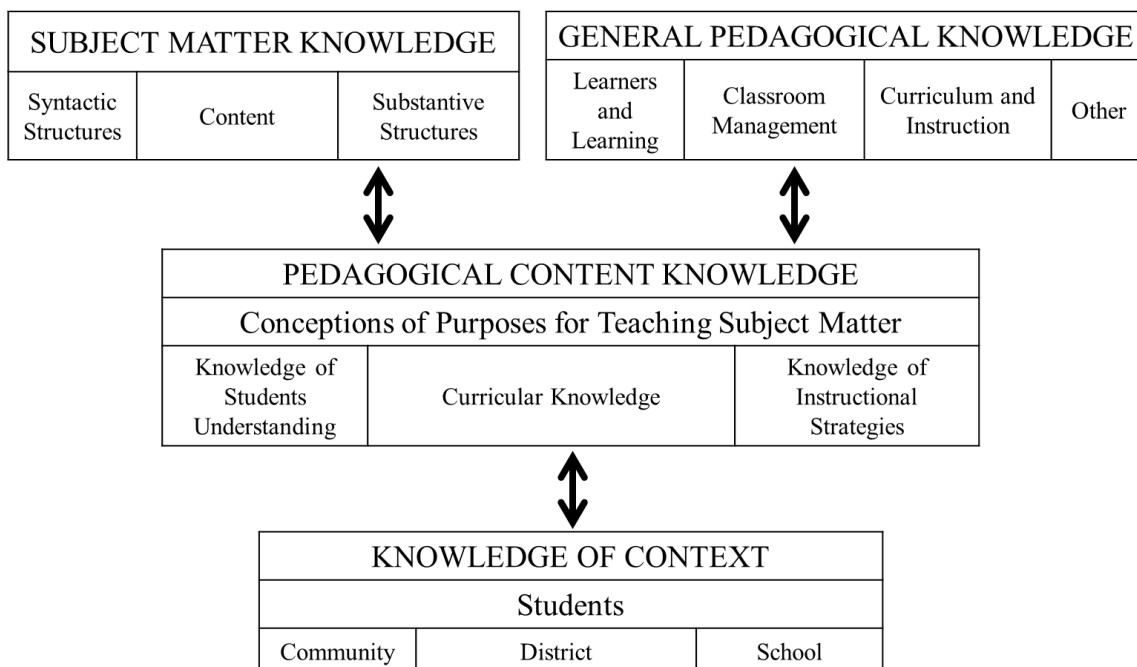 SUBJECT MATTER KNOWLEDGE
Syntactic
Structures
Content
Substantive
Structures
GENERAL PEDAGOGICAL KNOWLEDGE
Learners
and
Learning
Classroom
Management
Curriculum and
Instruction
Other
PEDAGOGICAL CONTENT KNOWLEDGE
Conceptions of Purposes for Teaching Subject Matter
Knowledge of
Students
Understanding
Curricular Knowledge
Knowledge of
Instructional
Strategies
KNOWLEDGE OF CONTEXT
Students
Community
District
School